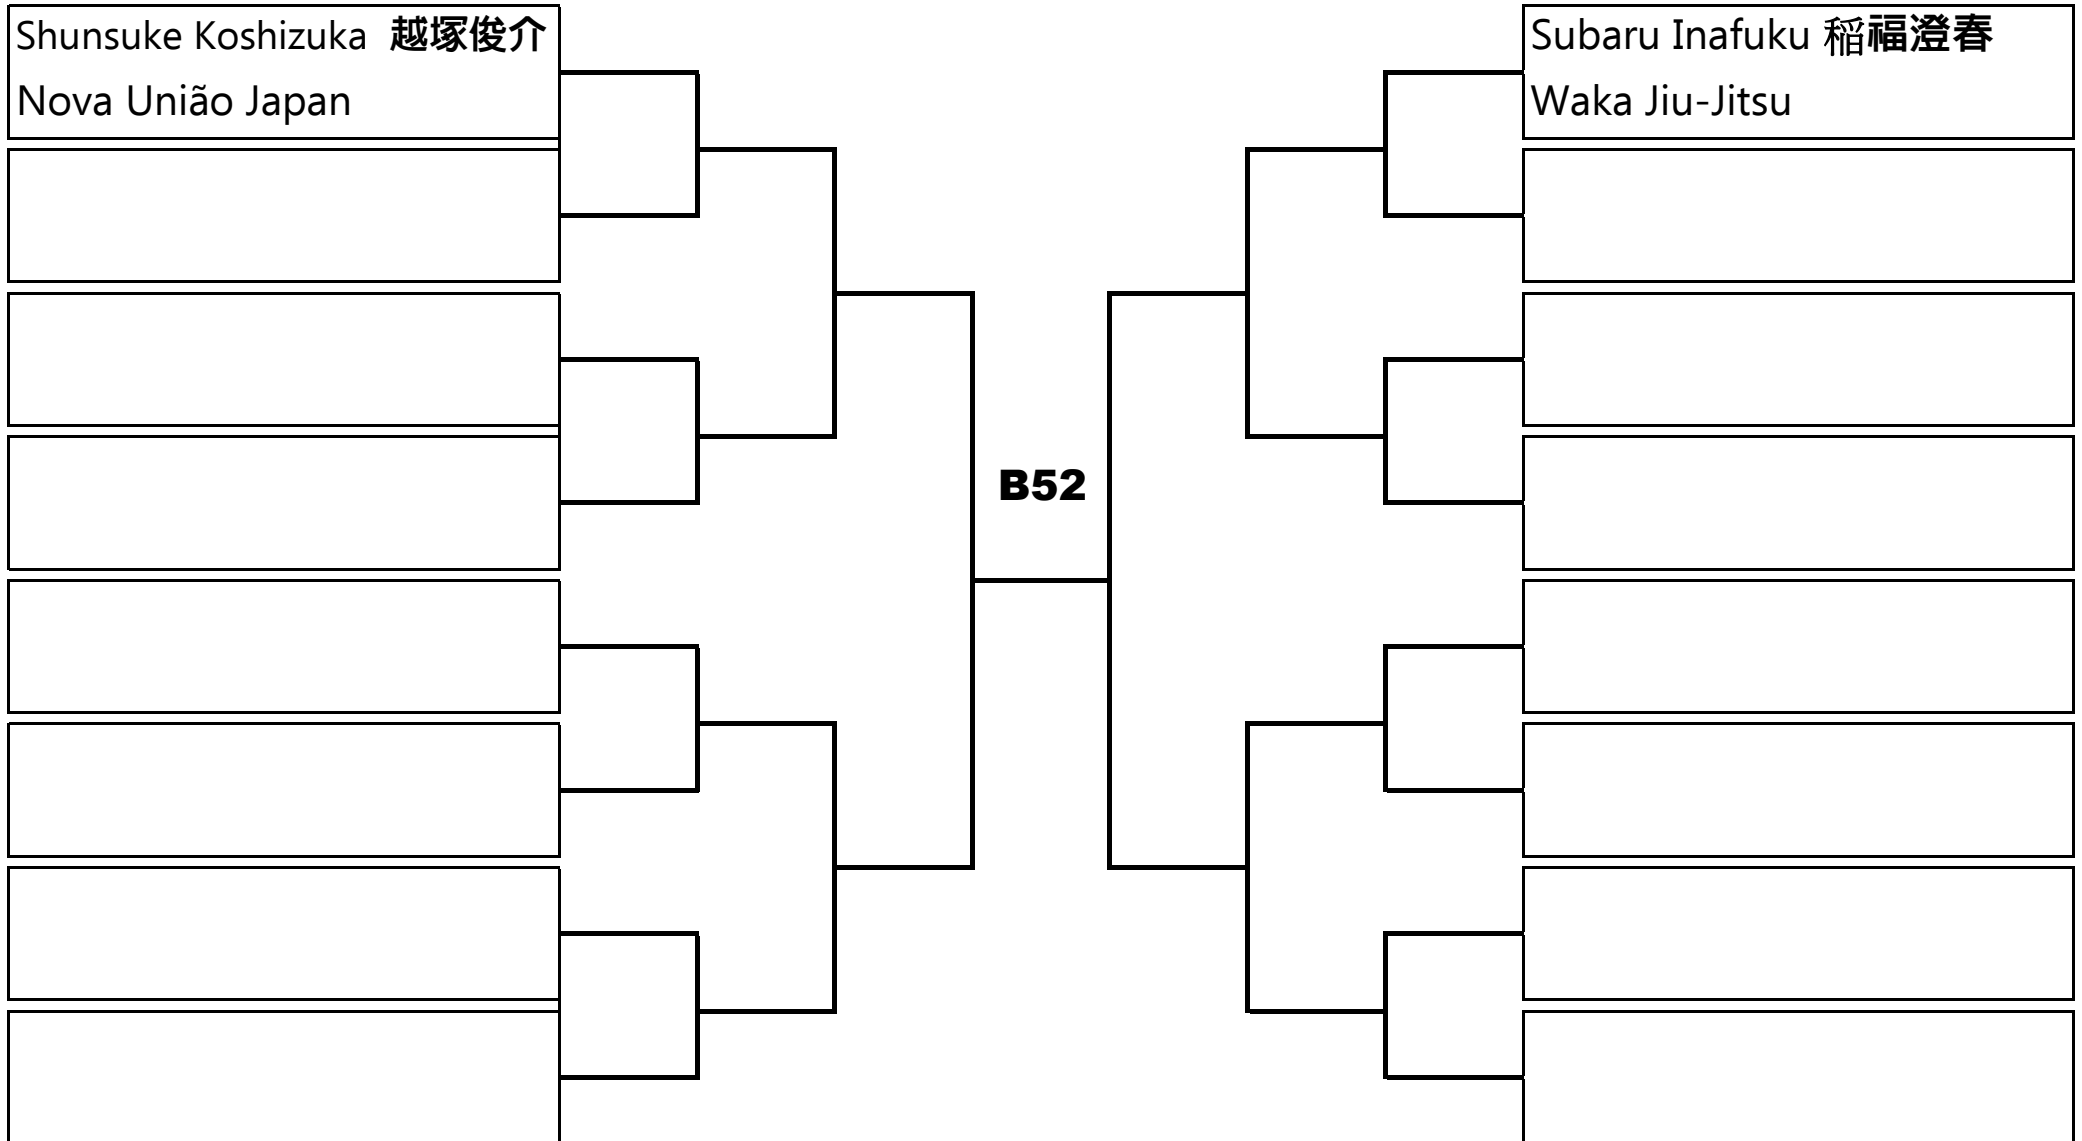 Shunsuke Koshizuka 越塚俊介
Nova União Japan
Subaru Inafuku 稲福澄春
Waka Jiu-Jitsu
B52